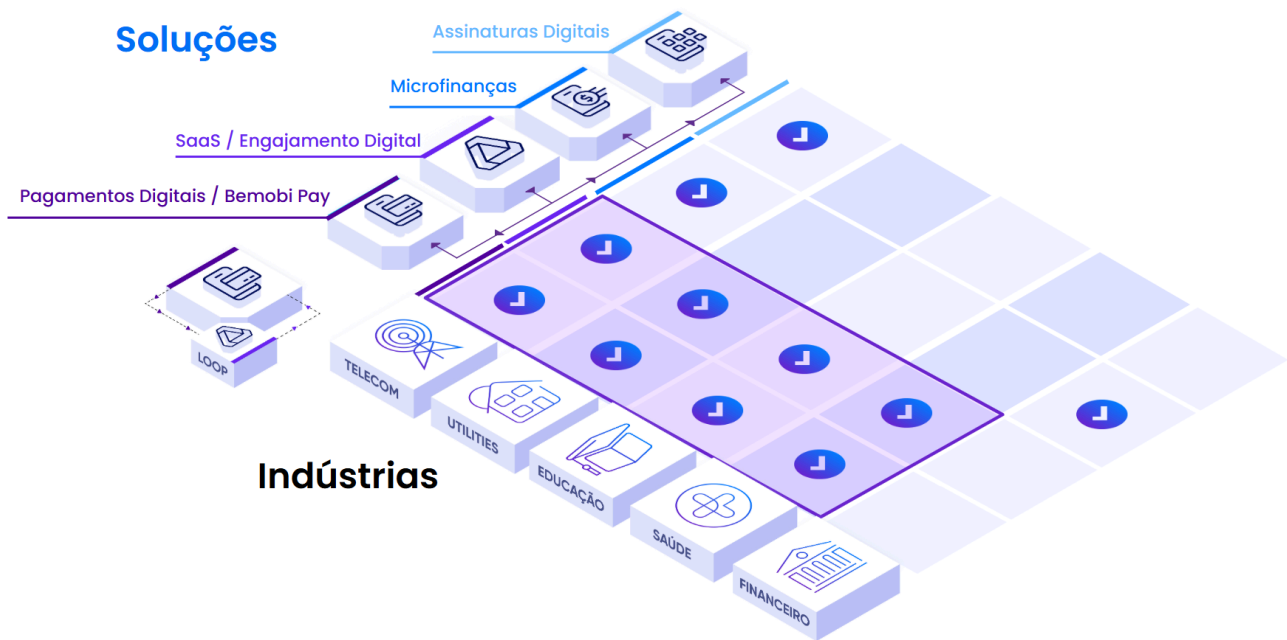 Soluções
Assinaturas Digitais
Microfinanças
SaaS / Engajamento Digital
Pagamentos Digitais / Bemobi Pay
LOOP
TELECOM
UTILITIES
EDUCAÇÃO
SAÚDE
FINANCEIRO
Indústrias